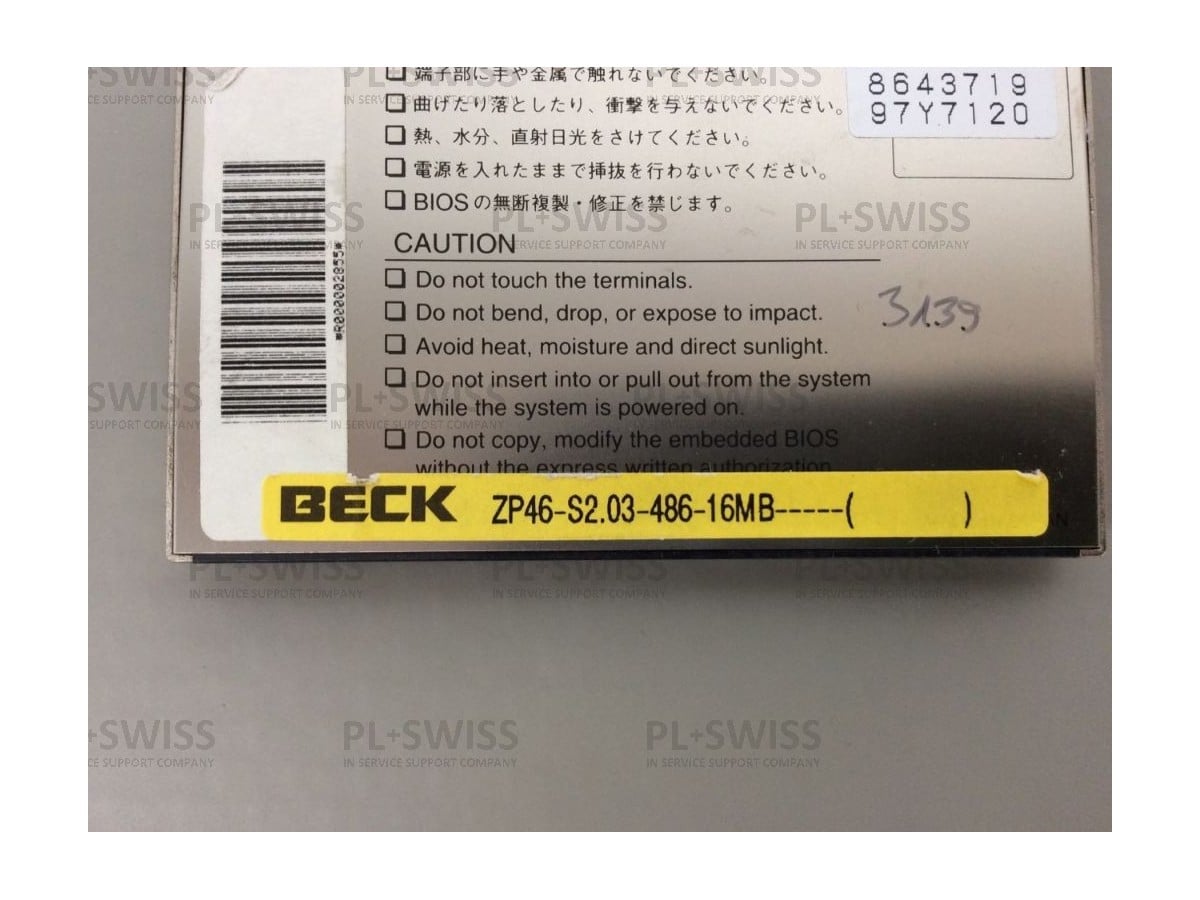 端子部に手や金属で触れないでください。
曲げたり落としたり、衝撃を与えないでください。
熱、水分、直射日光をさけてください。
電源を入れたままで挿抜を行わないでください。
BIOSの無断複製・修正を禁じます。
8643719
97Y7120
*R000002855*
CAUTION
Do not touch the terminals.
Do not bend, drop, or expose to impact.
3139
Avoid heat, moisture and direct sunlight.
Do not insert into or pull out from the system
while the system is powered on.
Do not copy, modify the embedded BIOS
without the express written authorization
BECK ZP46-S2.03-486-16MB-----( )
PL+SWISS
IN SERVICE SUPPORT COMPANY